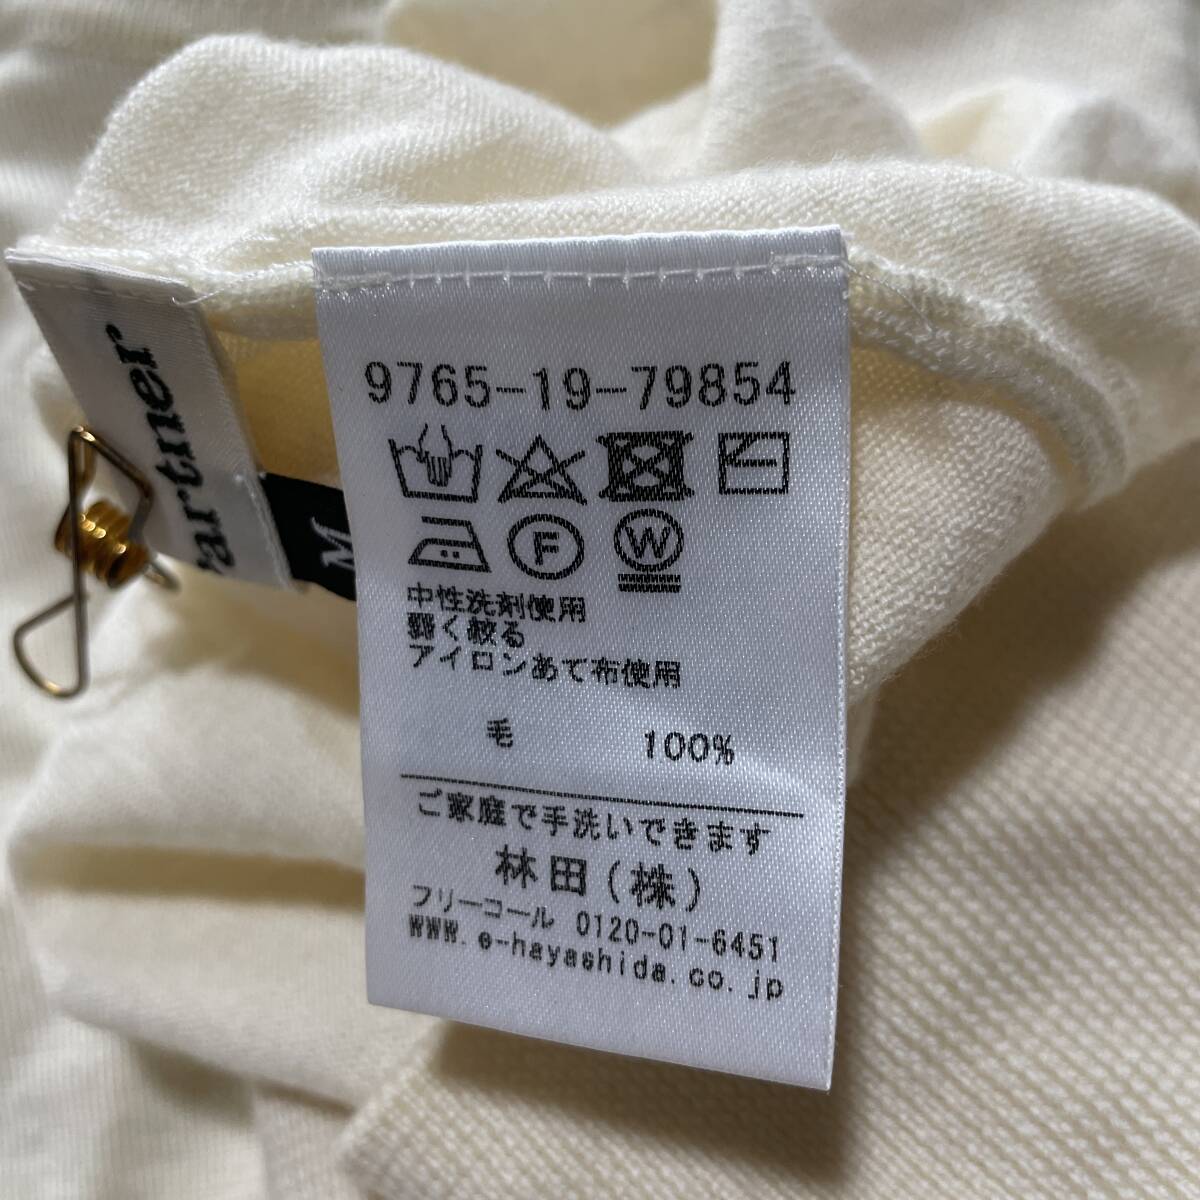 artner
M
9765-19-79854
F
W
中性洗剤使用
弱く絞る
アイロンあて布使用
毛 100%
ご家庭で手洗いできます
林田(株)
フリーコール 0120-01-6451
www.e-hayashida.co.jp